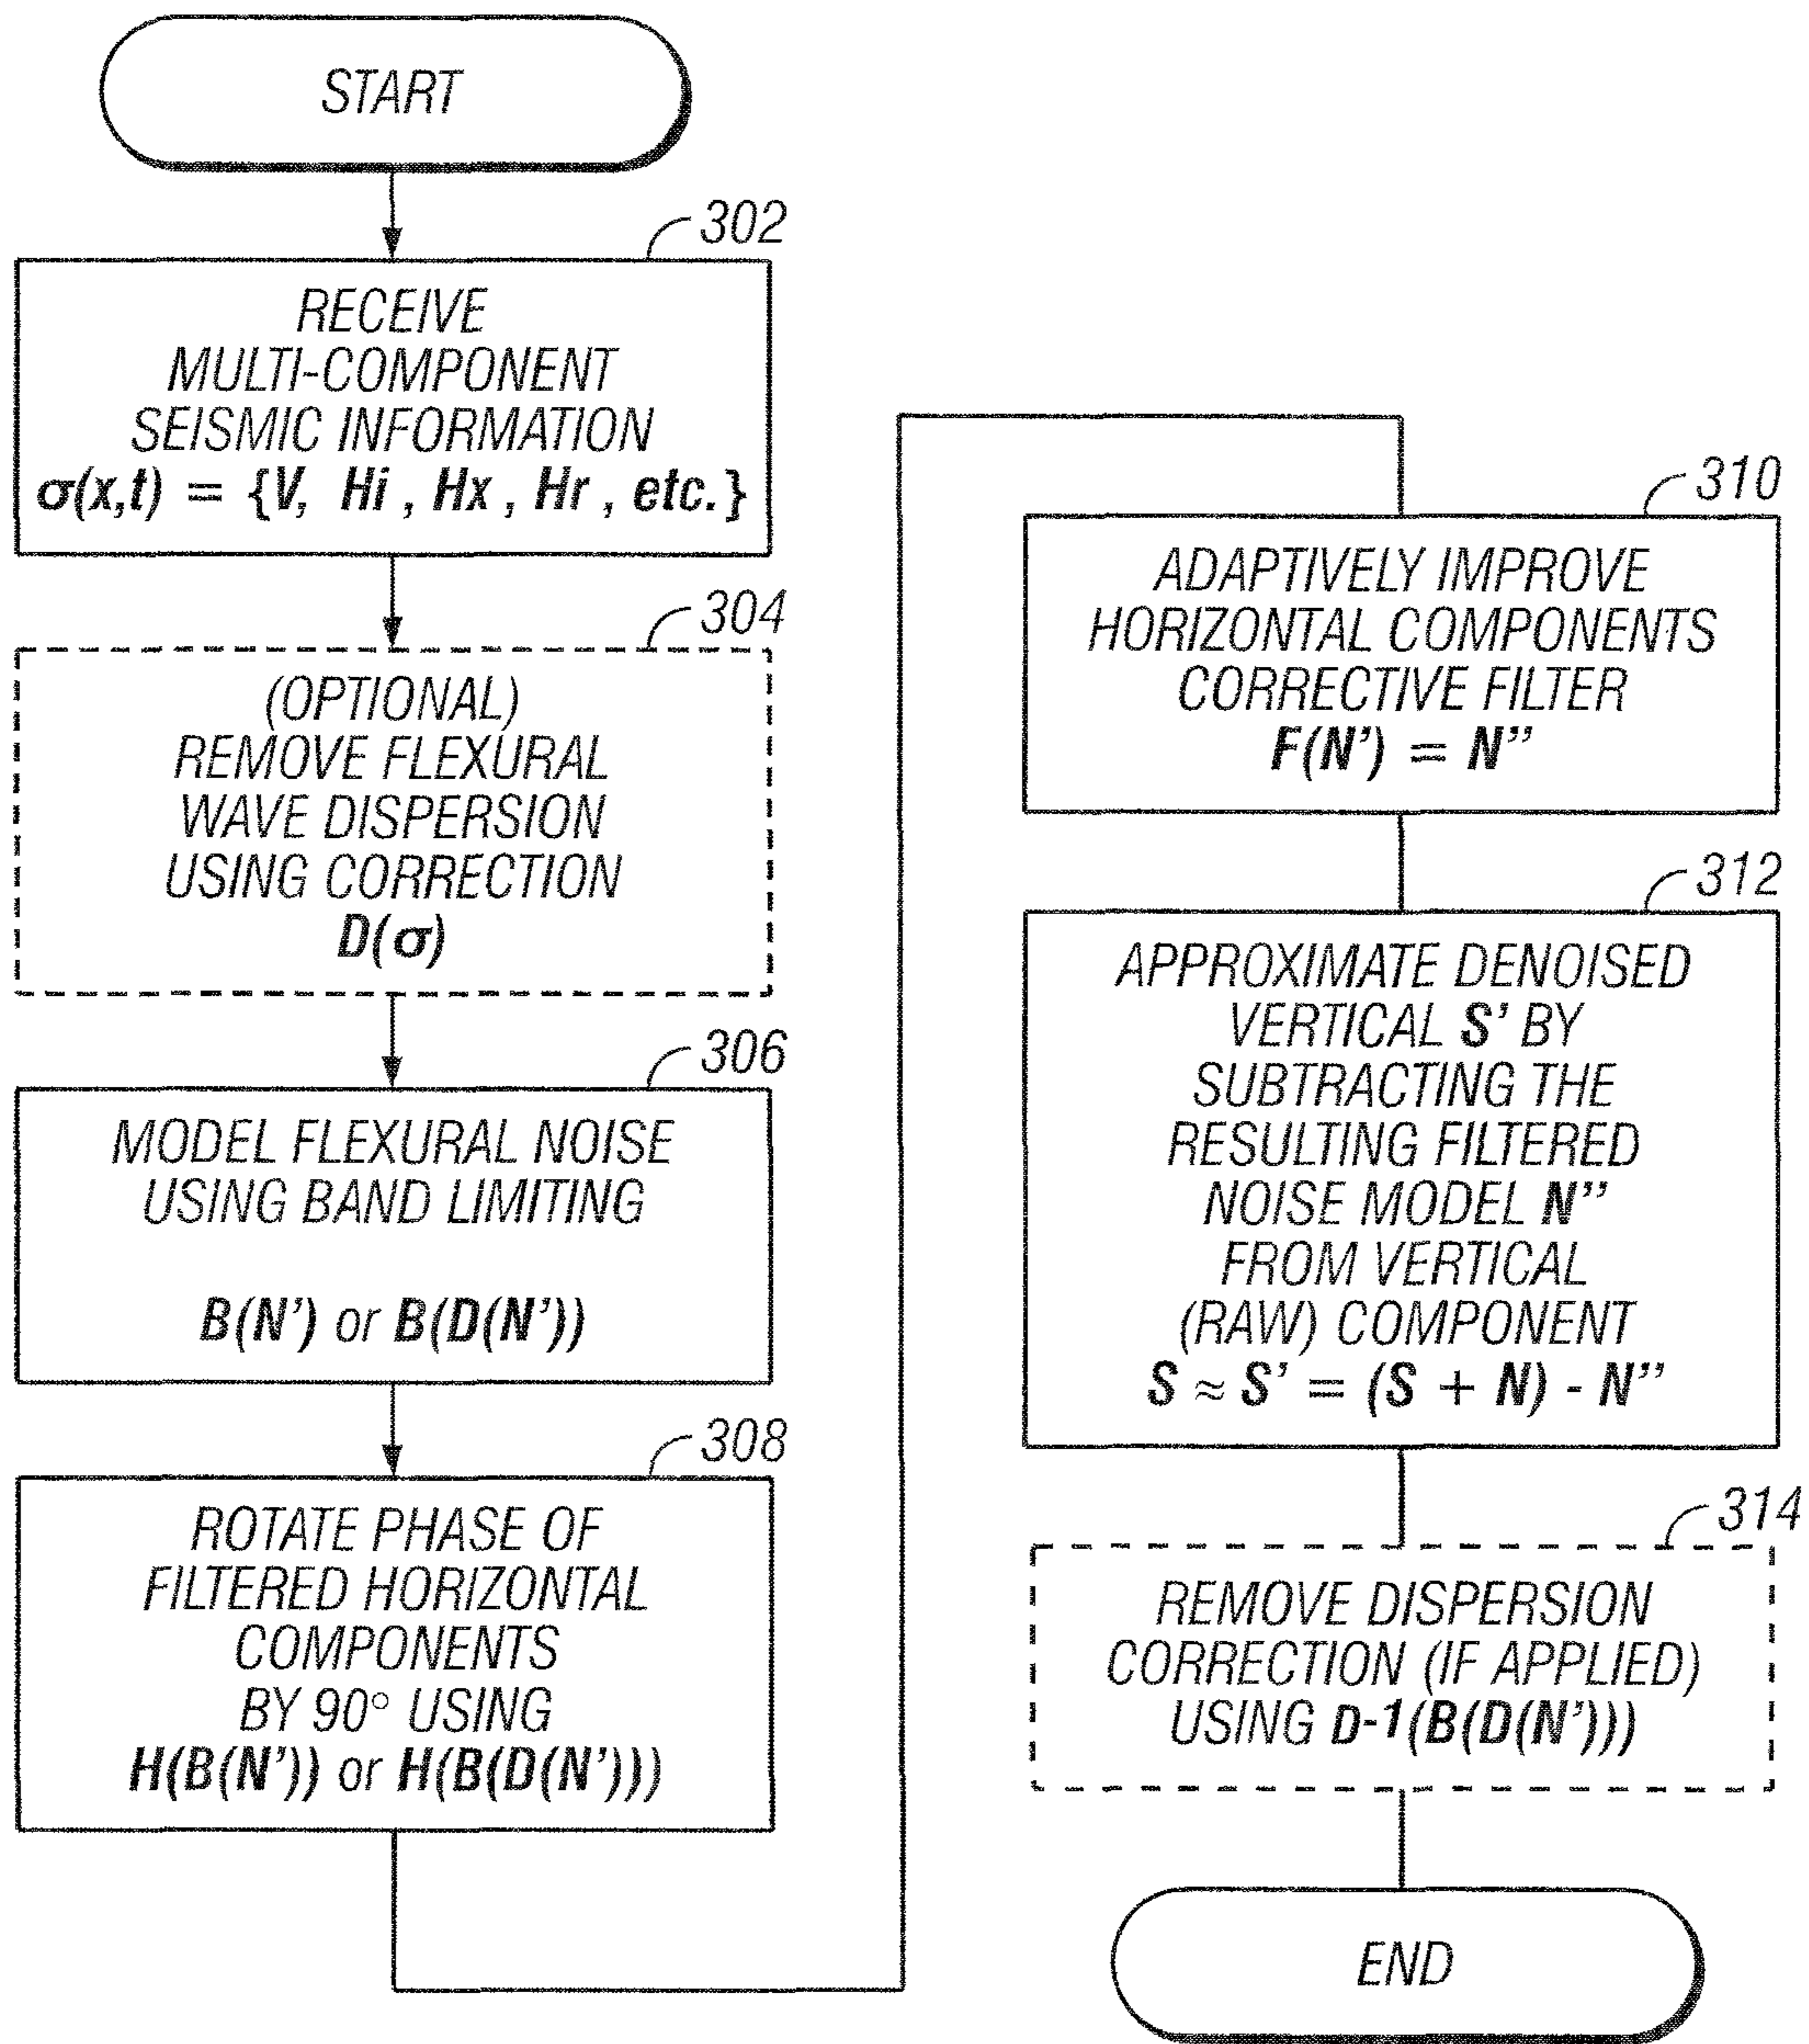 START
302
RECEIVE
MULTI-COMPONENT
SEISMIC INFORMATION
σ(x,t) = {V, Hi , Hx , Hr , etc.}
304
(OPTIONAL)
REMOVE FLEXURAL
WAVE DISPERSION
USING CORRECTION
D(σ)
306
MODEL FLEXURAL NOISE
USING BAND LIMITING
B(N’) or B(D(N’))
308
ROTATE PHASE OF
FILTERED HORIZONTAL
COMPONENTS
BY 90° USING
H(B(N’)) or H(B(D(N’)))
310
ADAPTIVELY IMPROVE
HORIZONTAL COMPONENTS
CORRECTIVE FILTER
F(N’) = N”
312
APPROXIMATE DENOISED
VERTICAL S’ BY
SUBTRACTING THE
RESULTING FILTERED
NOISE MODEL N”
FROM VERTICAL
(RAW) COMPONENT
S ≈ S’ = (S + N) - N”
314
REMOVE DISPERSION
CORRECTION (IF APPLIED)
USING D-1(B(D(N’)))
END